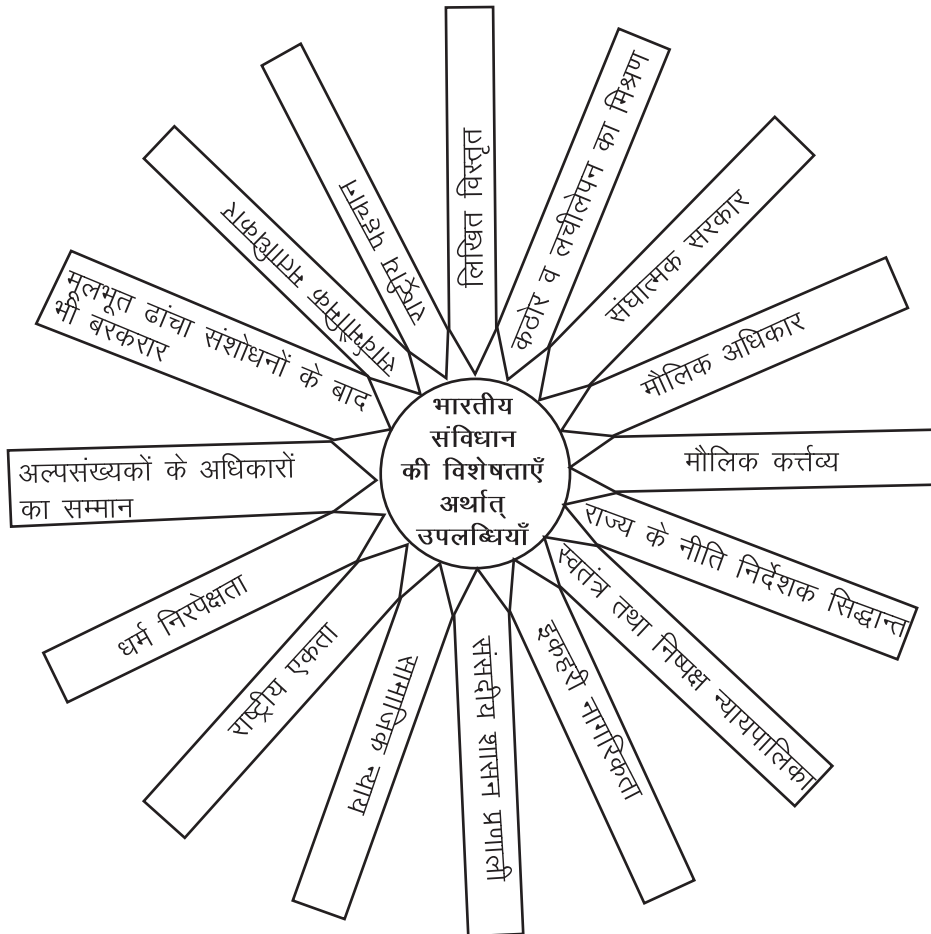 भारतीय
संविधान
की विशेषताएँ
अर्थात्
उपलब्धियाँ
लिखित विस्तृत
कठोर व लचीलेपन का मिश्रण
संघात्मक सरकार
मौलिक अधिकार
मौलिक कर्त्तव्य
राज्य के नीति निर्देशक सिद्धान्त
स्वतंत्र तथा निष्पक्ष न्यायपालिका
इकहरी नागरिकता
संसदीय शासन प्रणाली
सामाजिक न्याय
राष्ट्रीय एकता
धर्म निरपेक्षता
अल्पसंख्यकों के अधिकारों
का सम्मान
मूलभूत ढांचा संशोधनों के बाद
भी बरकरार
सार्वभौमिक मताधिकार
राष्ट्रीय पहचान